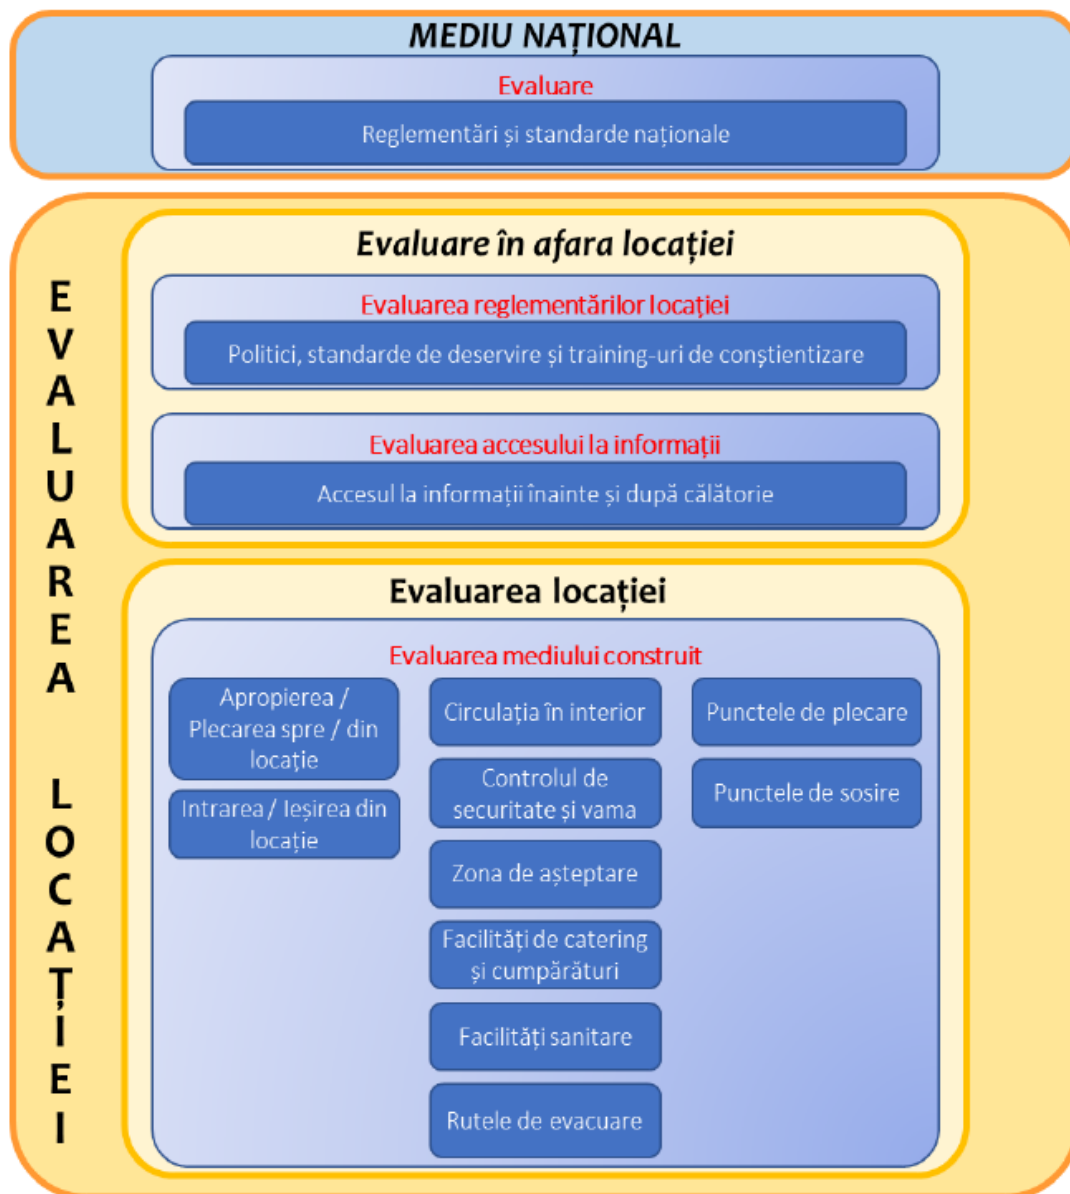 MEDIU NAȚIONAL
Evaluare
Reglementări și standarde naționale
EVALUAREA LOCAȚIEI
Evaluare în afara locației
Evaluarea reglementărilor locației
Politici, standarde de deservire și training-uri de conștientizare
Evaluarea accesului la informații
Accesul la informații înainte și după călătorie
Evaluarea locației
Evaluarea mediului construit
Apropierea /
Plecarea spre / din
locație
Intrarea / Ieșirea din
locație
Circulația în interior
Controlul de
securitate și vama
Zona de așteptare
Facilități de catering
și cumpărături
Facilități sanitare
Rutele de evacuare
Punctele de plecare
Punctele de sosire